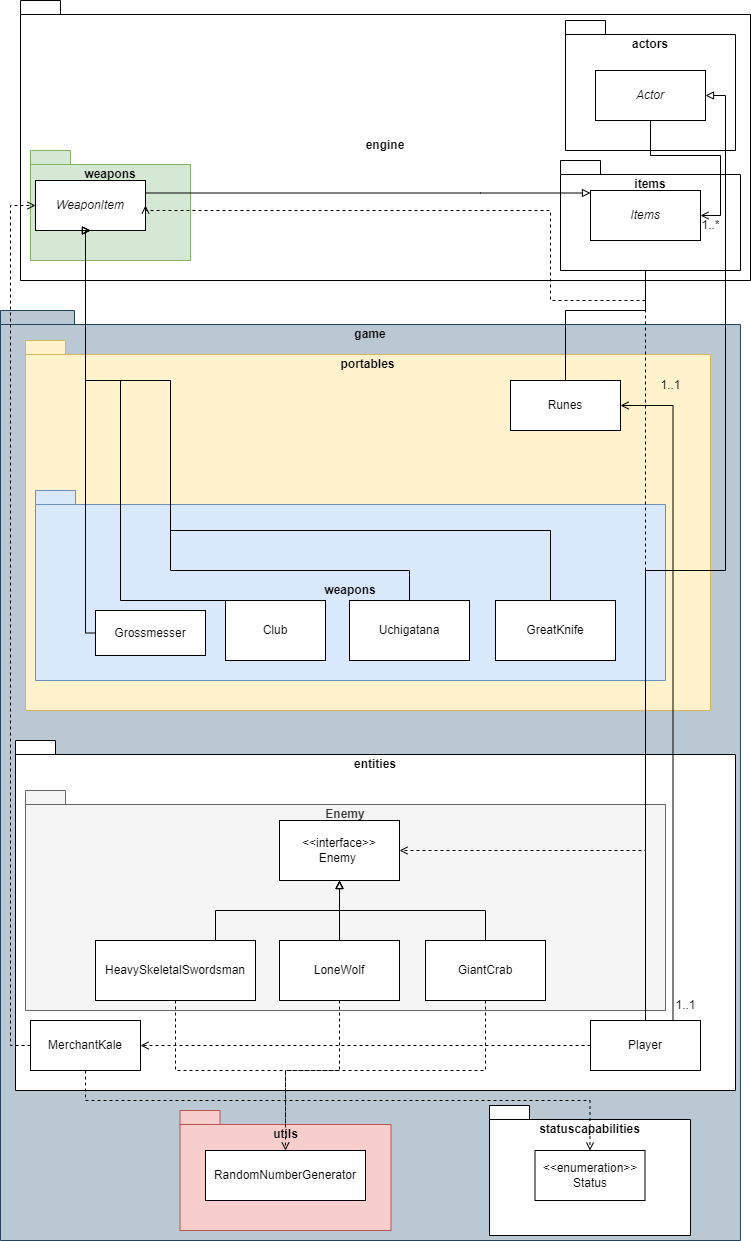 actors
Actor
engine
weapons
WeaponItem
items
Items
1..*
game
portables
Runes
1..1
weapons
Grossmesser
Club
Uchigatana
GreatKnife
entities
Enemy
<<interface>>
Enemy
HeavySkeletalSwordsman
LoneWolf
GiantCrab
1..1
MerchantKale
Player
utils
RandomNumberGenerator
statuscapabilities
<<enumeration>>
Status